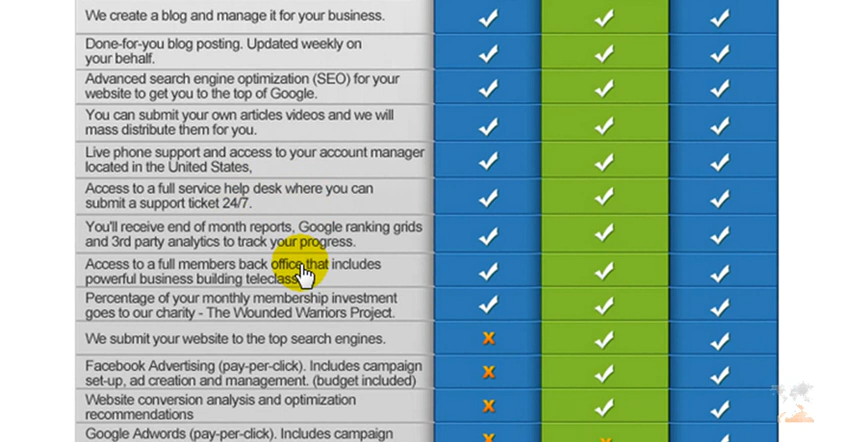 We create a blog and manage it for your business.
Done-for-you blog posting. Updated weekly on
your behalf.
Advanced search engine optimization (SEO) for your
website to get you to the top of Google.
You can submit your own articles videos and we will
mass distribute them for you.
Live phone support and access to your account manager
located in the United States,
Access to a full service help desk where you can
submit a support ticket 24/7.
You'll receive end of month reports, Google ranking grids
and 3rd party analytics to track your progress.
Access to a full members back office that includes
powerful business building teleclass
Percentage of your monthly membership investment
goes to our charity - The Wounded Warriors Project.
We submit your website to the top search engines.
Facebook Advertising (pay-per-click). Includes campaign
set-up, ad creation and management. (budget included)
Website conversion analysis and optimization
recommendations
Google Adwords (pay-per-click). Includes campaign